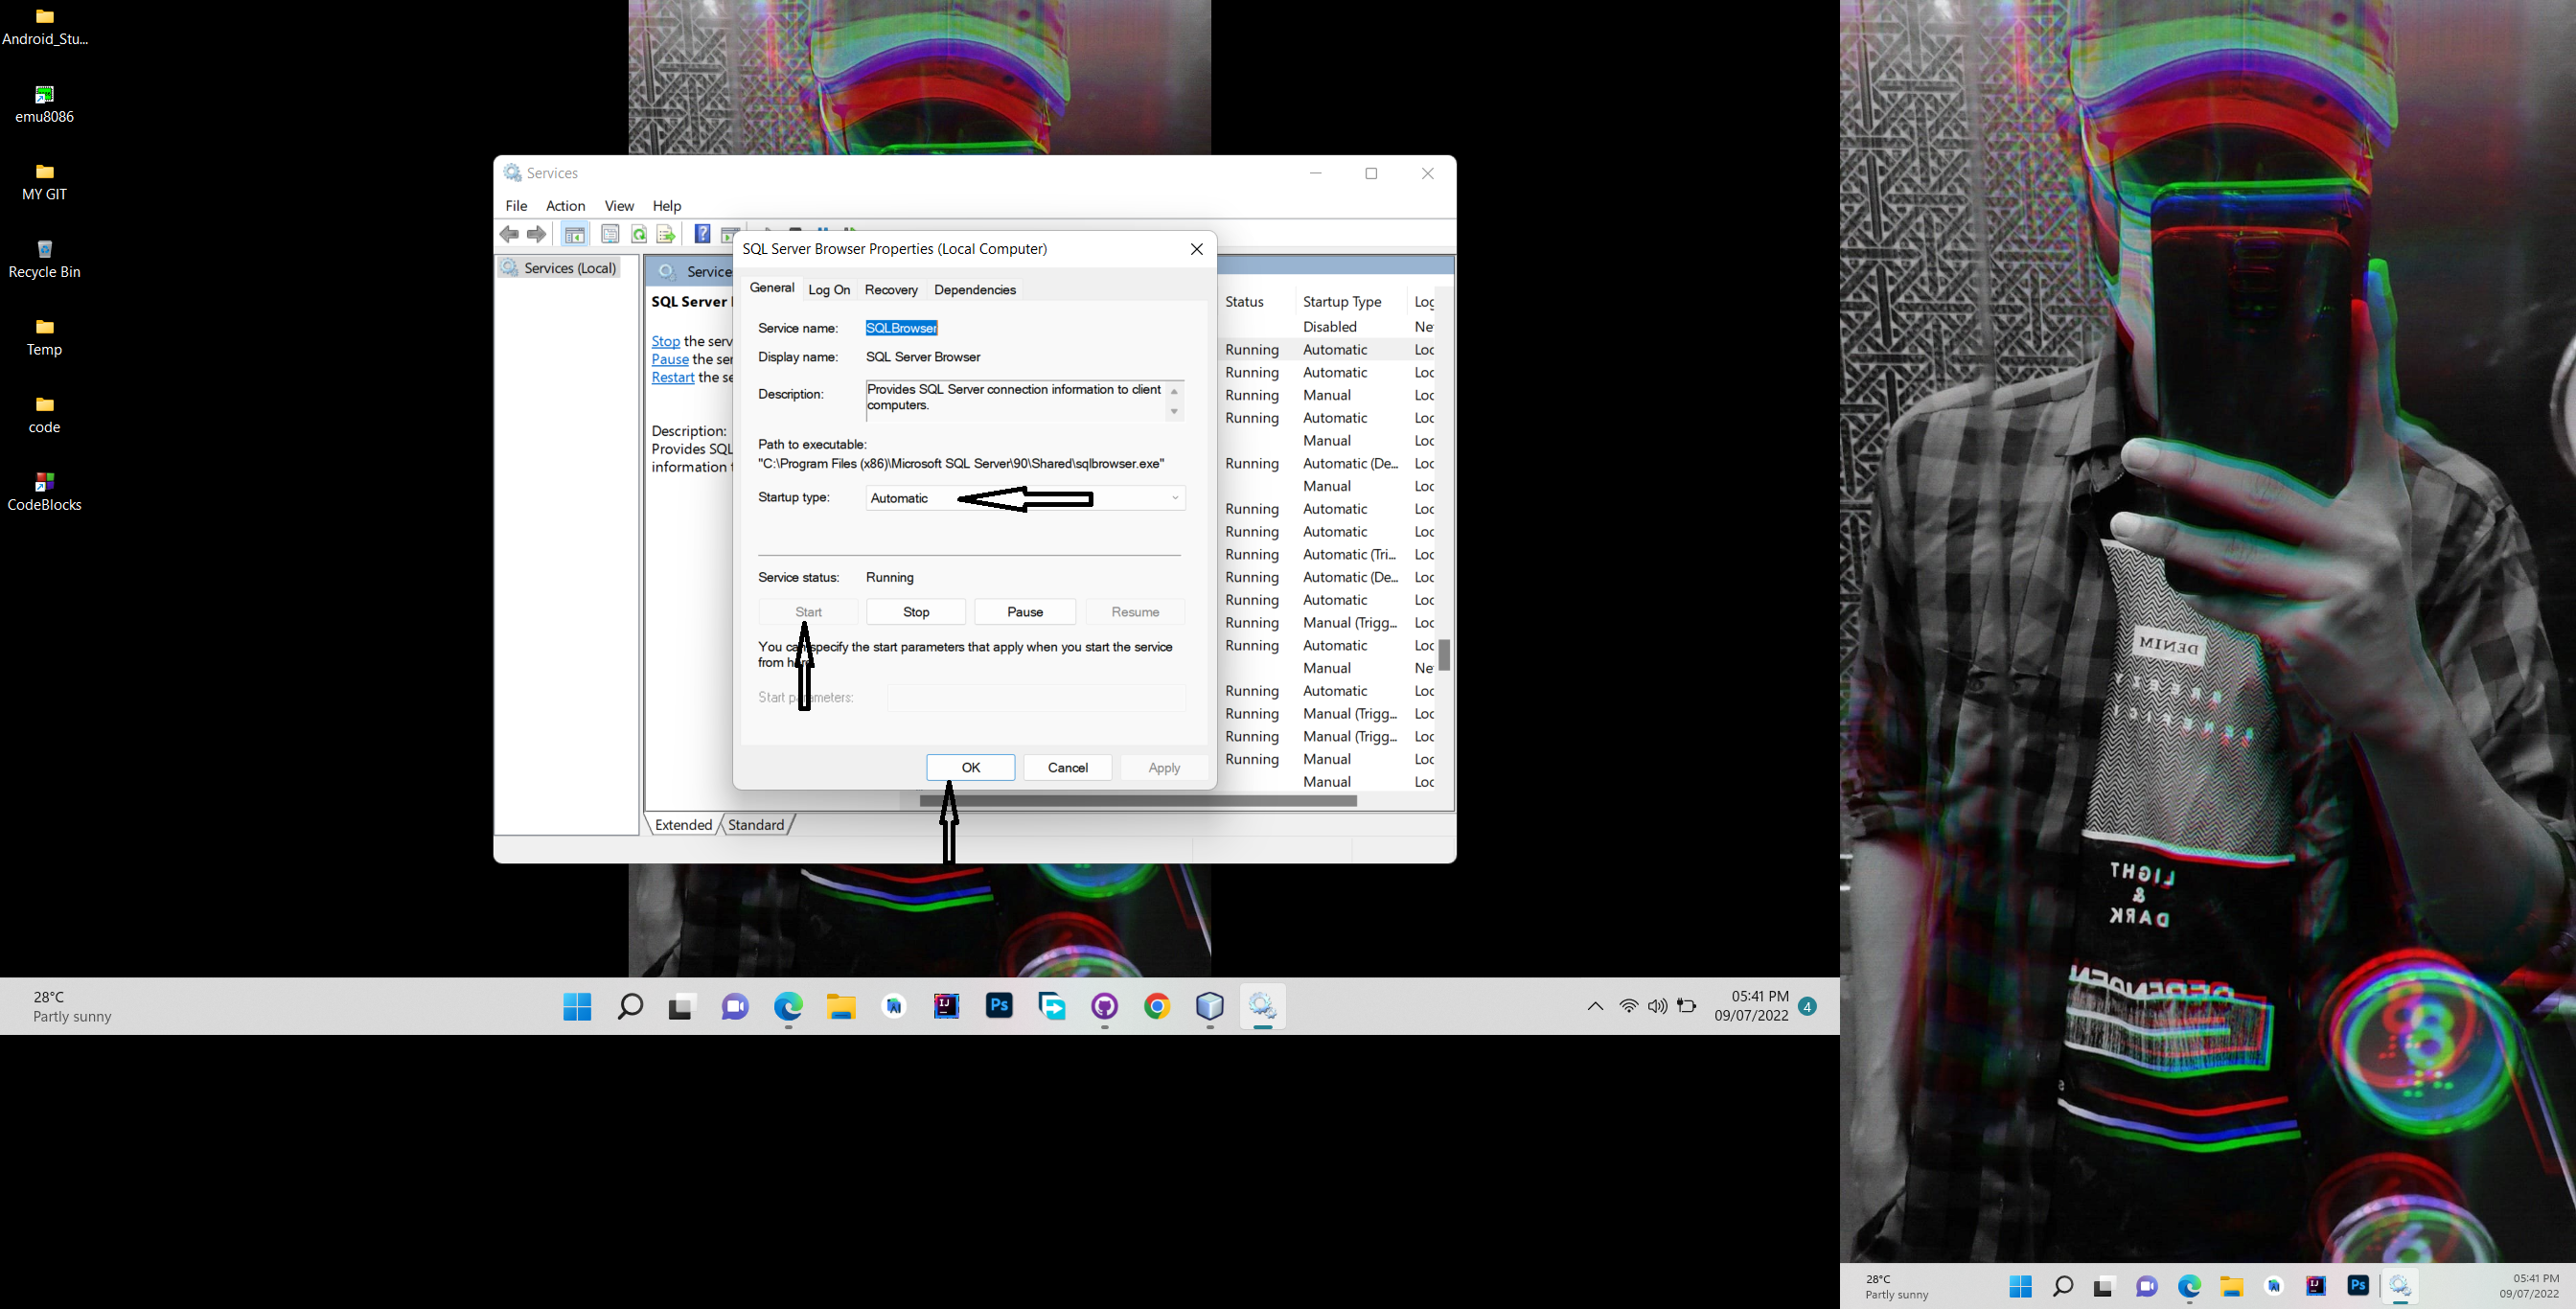 Android_Stu...
emu8086
MY GIT
Recycle Bin
Temp
code
CodeBlocks
Services
File Action View Help
Services (Local)
Service
SQL Server
Stop the serv
Pause the ser
Restart the se
Description:
Provides SQL
information
SQL Server Browser Properties (Local Computer)
General Log On Recovery Dependencies
Service name: SQLBrowser
Display name: SQL Server Browser
Description: Provides SQL Server connection information to client
computers.
Path to executable:
"C:\Program Files (x86)\Microsoft SQL Server\90\Shared\sqlbrowser.exe"
Startup type: Automatic
Service status: Running
Start Stop Pause Resume
You can specify the start parameters that apply when you start the service
from
Start parameters:
OK Cancel Apply
Status Startup Type Log
Disabled Ne
Running Automatic Loc
Running Automatic Loc
Running Manual Loc
Running Automatic Loc
Manual Loc
Running Automatic (De... Loc
Manual Loc
Running Automatic Loc
Running Automatic Loc
Running Automatic (Tri... Loc
Running Automatic (De... Loc
Running Automatic Loc
Running Manual (Trigg... Loc
Running Automatic Loc
Manual Ne
Running Automatic Loc
Running Manual (Trigg... Loc
Running Manual (Trigg... Loc
Running Manual Loc
Manual Loc
Extended Standard
28°C
Partly sunny
IJ
Ps
05:41 PM
09/07/2022
4
DENIM
LIGHT
&
DARK
28°C
Partly sunny
IJ
Ps
05:41 PM
09/07/2022